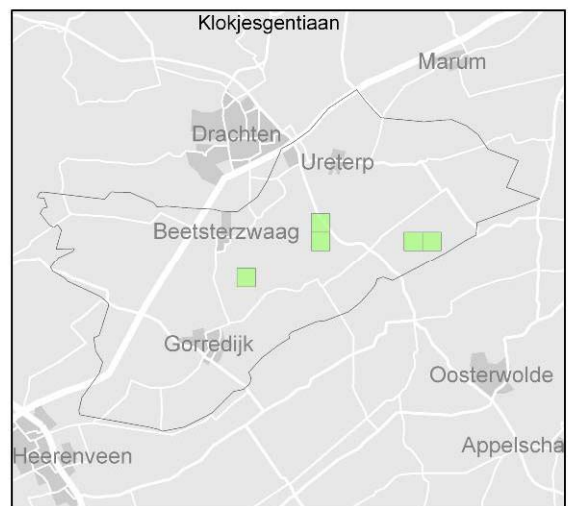 Klokjesgentiaan
Marum
Drachten
Ureterp
Beetsterzwaag
Gorredijk
Oosterwolde
Appelscha
Heerenveen